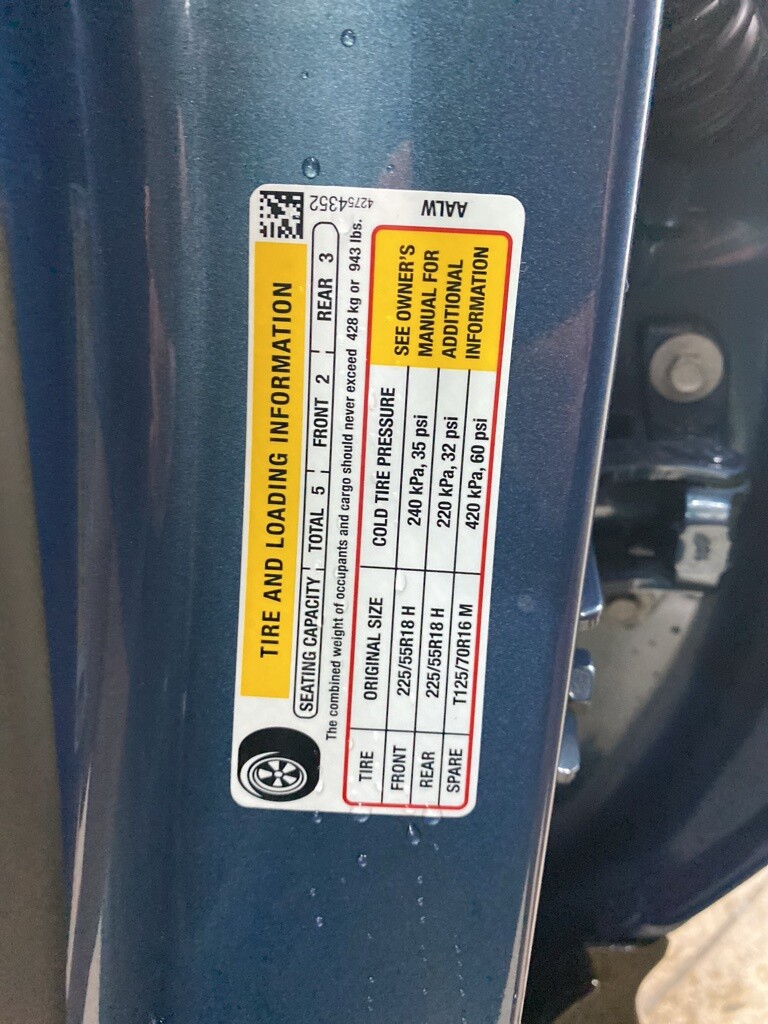 42754352
TIRE AND LOADING INFORMATION
SEATING CAPACITY TOTAL 5 FRONT 2 REAR 3
The combined weight of occupants and cargo should never exceed 428 kg or 943 lbs.
TIRE ORIGINAL SIZE COLD TIRE PRESSURE
FRONT 225/55R18 H 240 kPa, 35 psi
REAR 225/55R18 H 220 kPa, 32 psi
SPARE T125/70R16 M 420 kPa, 60 psi
SEE OWNER'S
MANUAL FOR
ADDITIONAL
INFORMATION
42754352
AALW